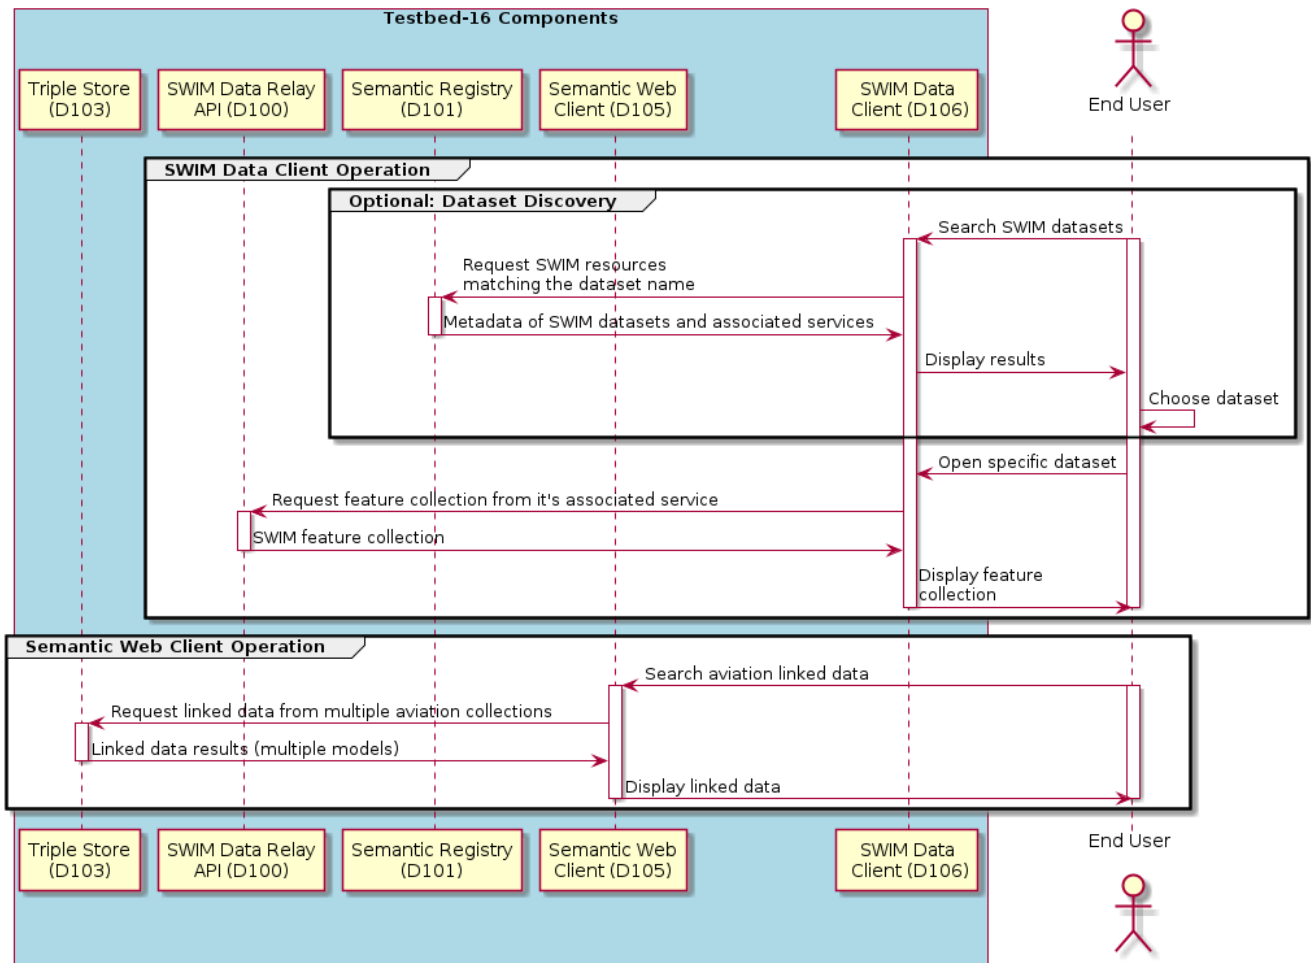 Testbed-16 Components
Triple Store
(D103)
SWIM Data Relay
API (D100)
Semantic Registry
(D101)
Semantic Web
Client (D105)
SWIM Data
Client (D106)
End User
SWIM Data Client Operation
Optional: Dataset Discovery
Search SWIM datasets
Request SWIM resources
matching the dataset name
Metadata of SWIM datasets and associated services
Display results
Choose dataset
Open specific dataset
Request feature collection from it's associated service
SWIM feature collection
Display feature
collection
Semantic Web Client Operation
Search aviation linked data
Request linked data from multiple aviation collections
Linked data results (multiple models)
Display linked data
Triple Store
(D103)
SWIM Data Relay
API (D100)
Semantic Registry
(D101)
Semantic Web
Client (D105)
SWIM Data
Client (D106)
End User